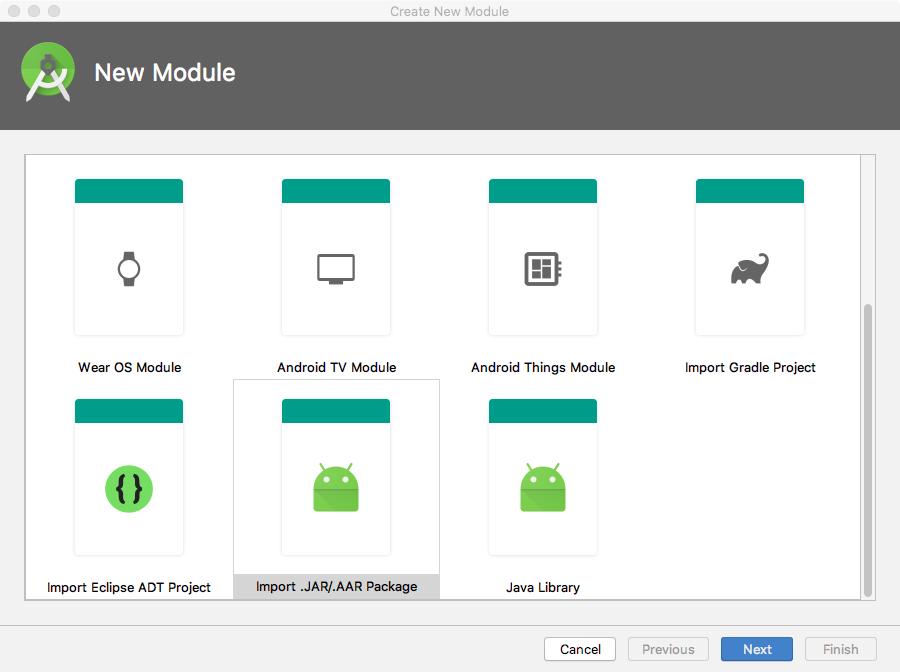 Create New Module
New Module
Wear OS Module
Android TV Module
Android Things Module
Import Gradle Project
Import Eclipse ADT Project
Import .JAR/.AAR Package
Java Library
Cancel
Previous
Next
Finish